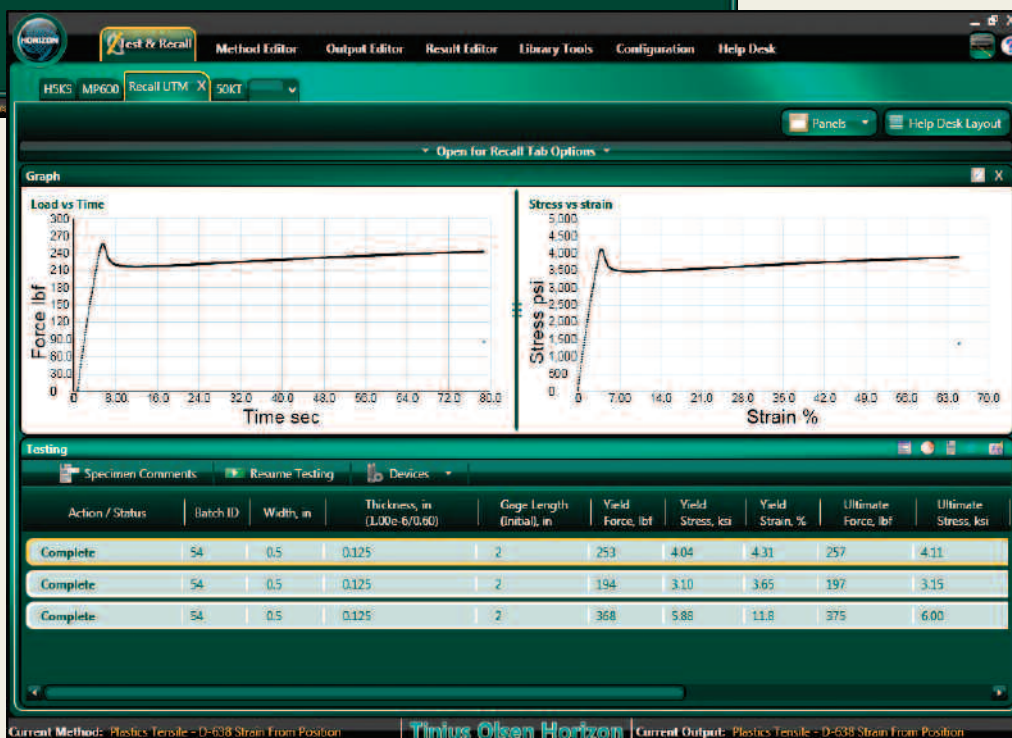 HORIZON
Test & Recall Method Editor Output Editor Result Editor Library Tools Configuration Help Desk
H5KS MP600 Recall UTM X 50KT
Panels Help Desk Layout
Open for Recall Tab Options
Graph X
Load vs Time
300
270
240
210
180
150
120
90.0
60.0
30.0
0
Force lbf
0 8.00 16.0 24.0 32.0 40.0 48.0 56.0 64.0 72.0 80.0
Time sec
Stress vs strain
5,000
4,500
4,000
3,500
3,000
2,500
2,000
1,500
1,000
500
0
Stress psi
0 7.00 14.0 21.0 28.0 35.0 42.0 49.0 56.0 63.0 70.0
Strain %
Testing
Specimen Comments Resume Testing Devices
Action / Status Batch ID Width, in Thickness, in (1.00e-6/0.60) Gage Length (Initial), in Yield Force, lbf Yield Stress, ksi Yield Strain, % Ultimate Force, lbf Ultimate Stress, ksi
Complete 54 0.5 0.125 2 253 4.04 4.31 257 4.11
Complete 54 0.5 0.125 2 194 3.10 3.65 197 3.15
Complete 54 0.5 0.125 2 368 5.88 11.8 375 6.00
Current Method: Plastics Tensile - D-638 Strain From Position Tinius Olsen Horizon Current Output: Plastics Tensile - D-638 Strain From Position